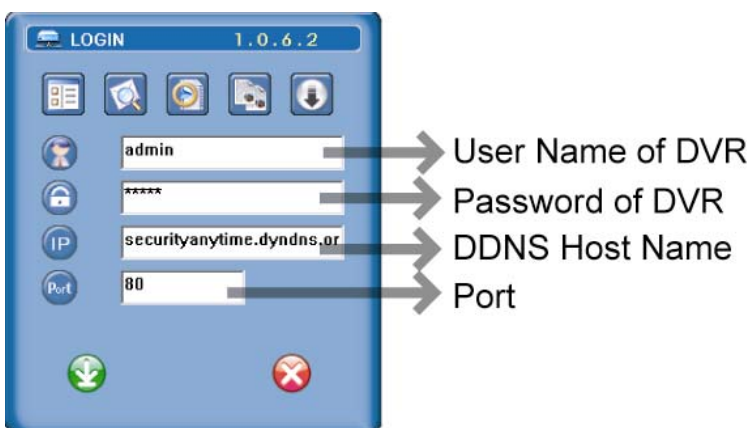 LOGIN 1.0.6.2
admin User Name of DVR
***** Password of DVR
IP securityanytime.dyndns.or DDNS Host Name
Port 80 Port